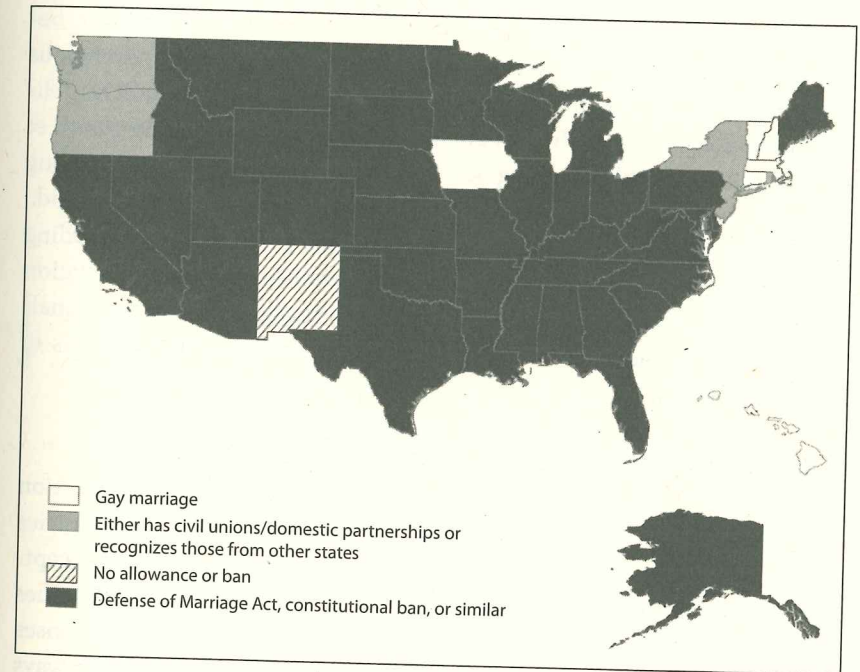 Gay marriage
Either has civil unions/domestic partnerships or
recognizes those from other states
No allowance or ban
Defense of Marriage Act, constitutional ban, or similar